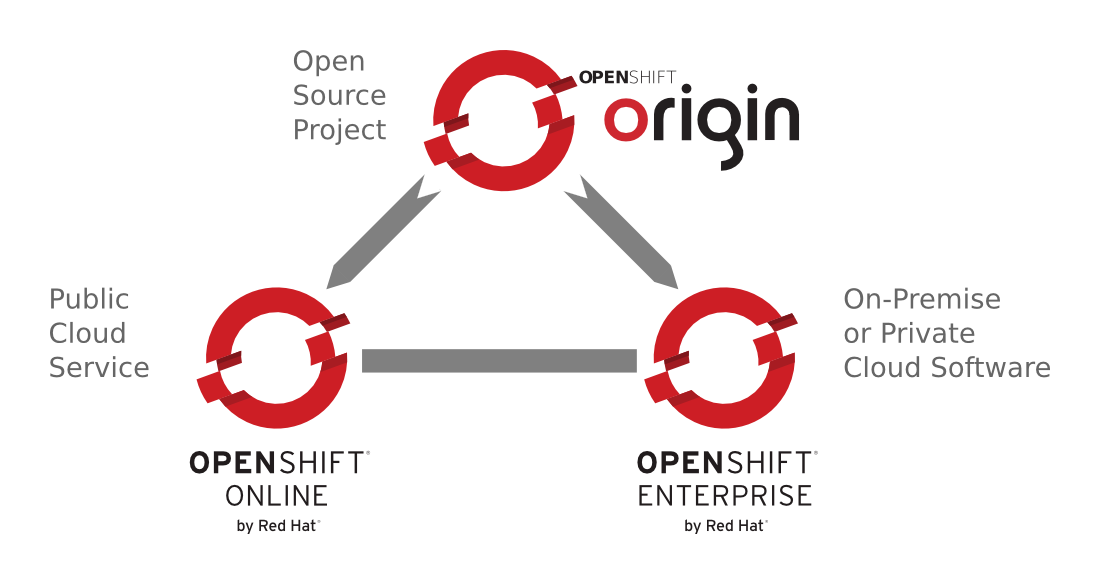 Open
Source
Project
OPENSHIFT
origin
Public
Cloud
Service
On-Premise
or Private
Cloud Software
OPENSHIFT®
ONLINE
by Red Hat®
OPENSHIFT®
ENTERPRISE
by Red Hat®